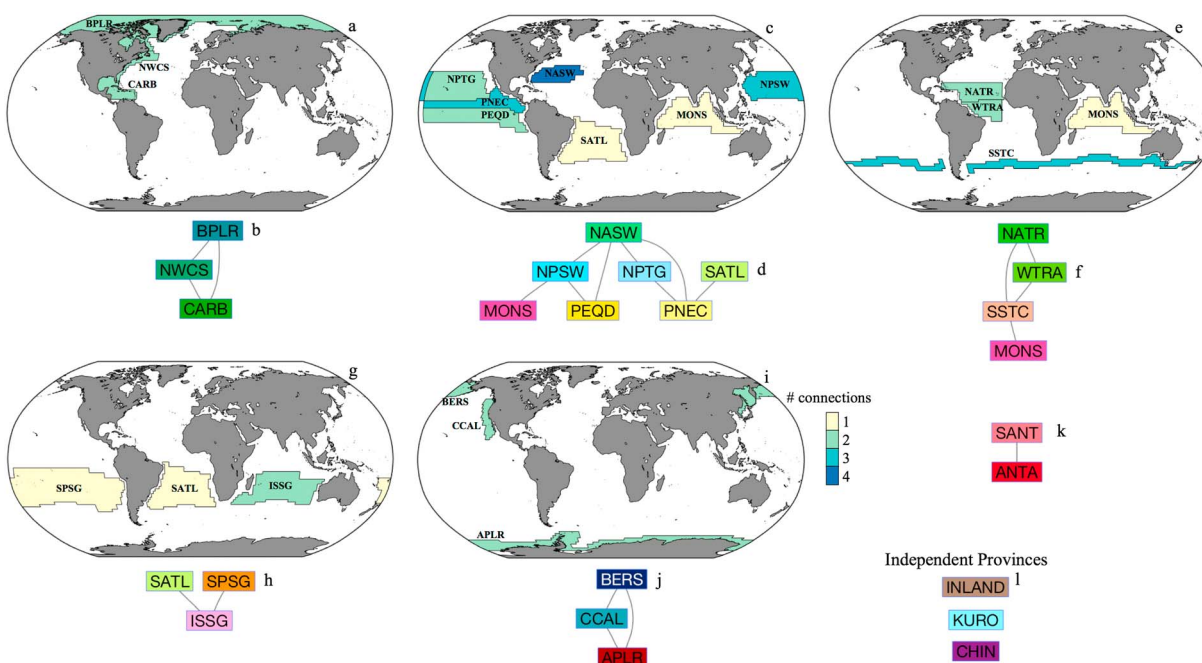 a
BPLR
NWCS
CARB
BPLR b
NWCS
CARB
c
NPTG
NASW
NPSW
PNEC
PEQD
MONS
SATL
NASW
NPSW NPTG SATL d
MONS PEQD PNEC
e
NATR
WTRA
MONS
SSTC
NATR
WTRA f
SSTC
MONS
g
SPSG SATL ISSG
SATL SPSG h
ISSG
i
BERS
CCAL
APLR
BERS j
CCAL
APLR
# connections
1
2
3
4
SANT k
ANTA
Independent Provinces
INLAND l
KURO
CHIN